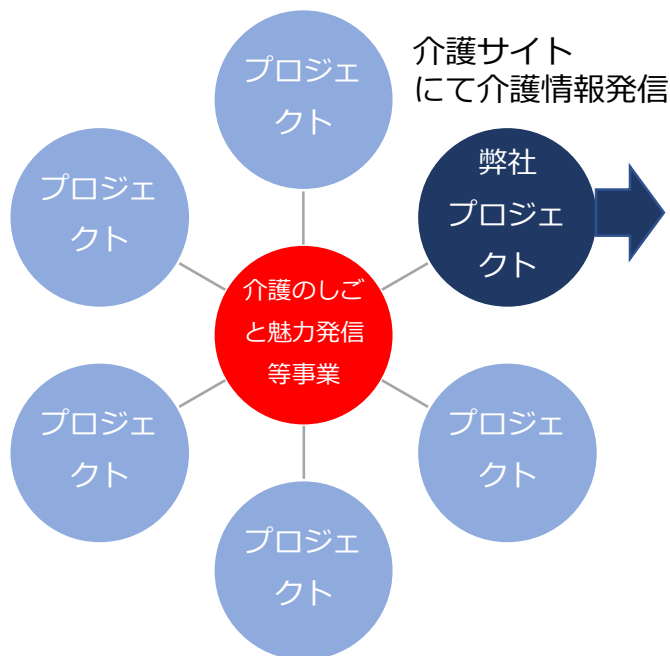 プロジェ
クト
介護サイト
にて介護情報発信
プロジェ
クト
弊社
プロジェ
クト
介護のしご
と魅力発信
等事業
プロジェ
クト
プロジェ
クト
プロジェ
クト